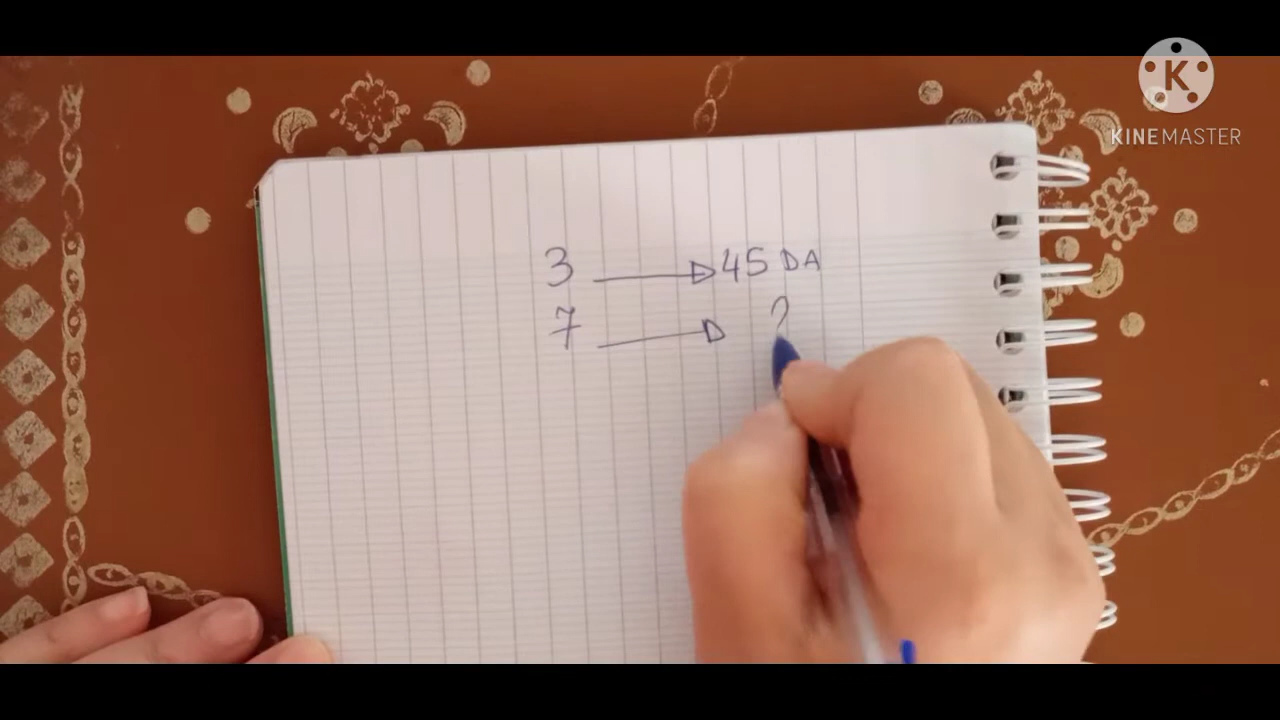 K
KINEMASTER
3 → 45 DA
7 → ?